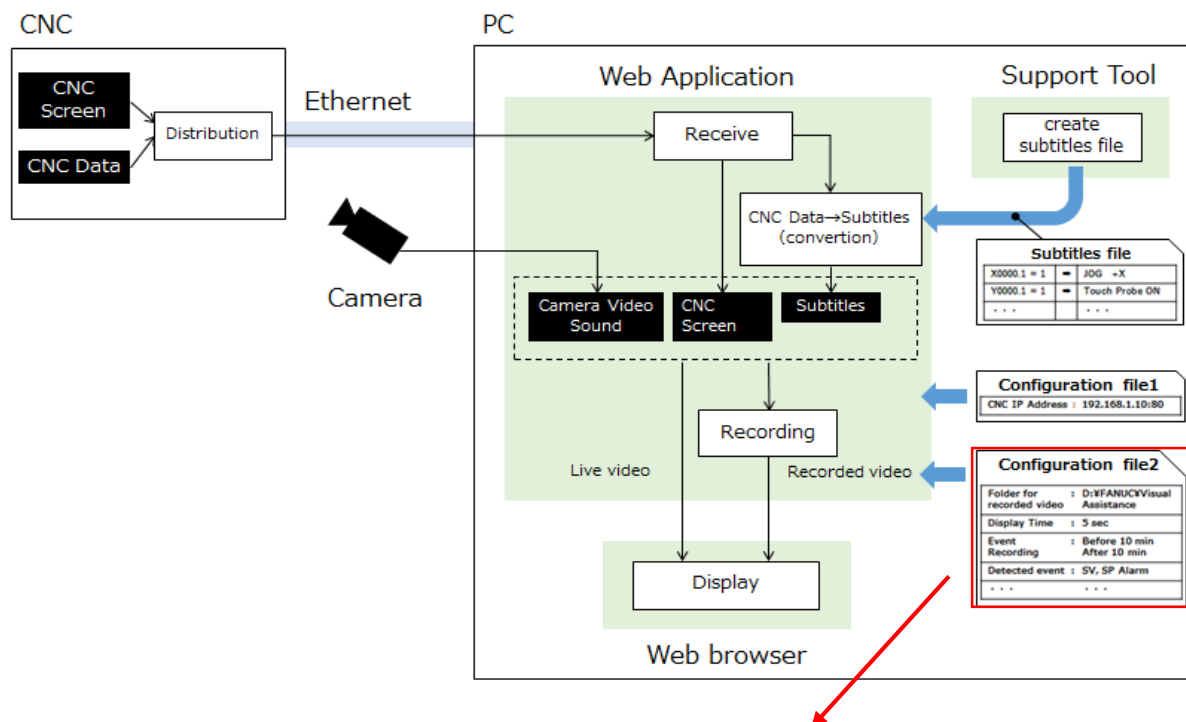 CNC
CNC
Screen
CNC Data
Distribution
Ethernet
Camera
PC
Web Application
Receive
CNC Data→Subtitles
(convertion)
Camera Video
Sound
CNC
Screen
Subtitles
Recording
Live video
Recorded video
Display
Web browser
Support Tool
create
subtitles file
Subtitles file
X0000.1 = 1 ➡ JOG +X
Y0000.1 = 1 ➡ Touch Probe ON
. . . . . .
Configuration file1
CNC IP Address : 192.168.1.10:80
Configuration file2
Folder for : D:¥FANUC¥Visual
recorded video Assistance
Display Time : 5 sec
Event : Before 10 min
Recording After 10 min
Detected event : SV, SP Alarm
. . . . . .